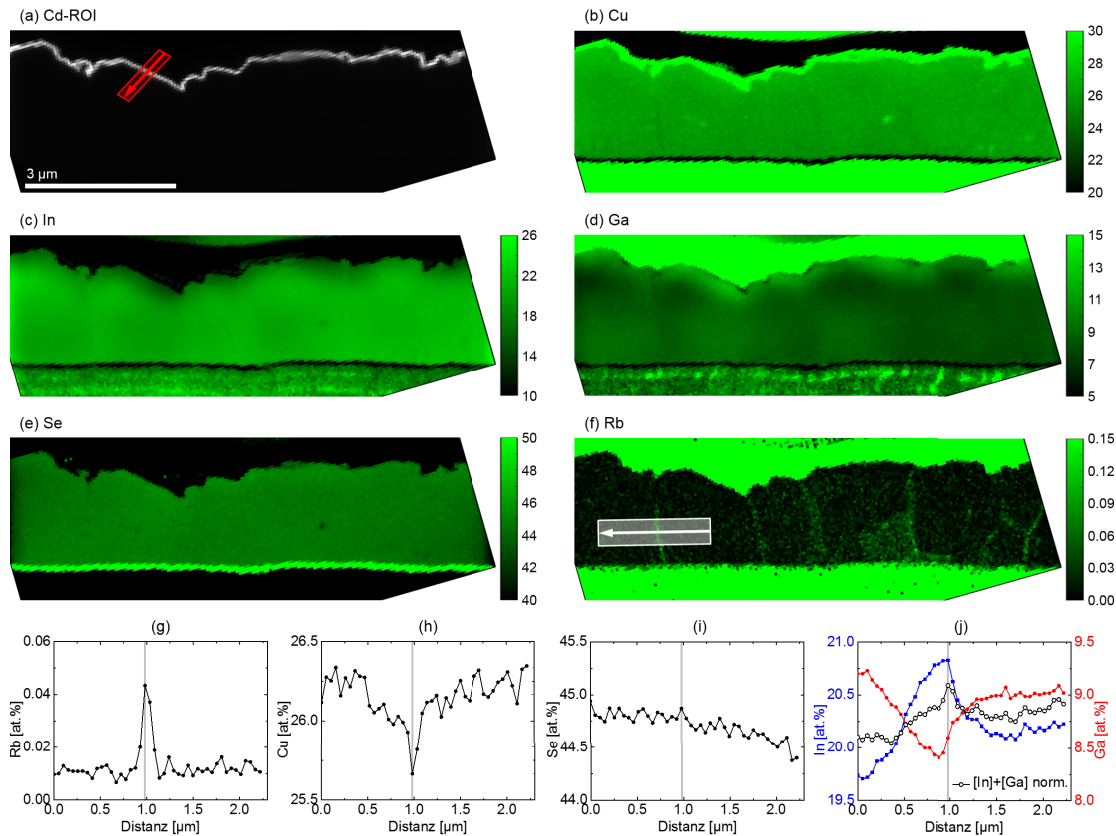 (a) Cd-ROI
(b) Cu
3 µm
30
28
26
24
22
20
(c) In
(d) Ga
26
22
18
14
10
15
13
11
9
7
5
(e) Se
(f) Rb
50
48
46
44
42
40
0.15
0.12
0.09
0.06
0.03
0.00
(g)
(h)
(i)
(j)
Rb [at.%]
0.06
0.04
0.02
0.00
0.0 0.5 1.0 1.5 2.0
Distanz [µm]
Cu [at.%]
26.5
26.0
25.5
0.0 0.5 1.0 1.5 2.0
Distanz [µm]
Se [at.%]
45.5
45.0
44.5
44.0
0.0 0.5 1.0 1.5 2.0
Distanz [µm]
In [at.%]
21.0
20.5
20.0
19.5
Ga [at.%]
9.5
9.0
8.5
8.0
[In]+[Ga] norm.
0.0 0.5 1.0 1.5 2.0
Distanz [µm]